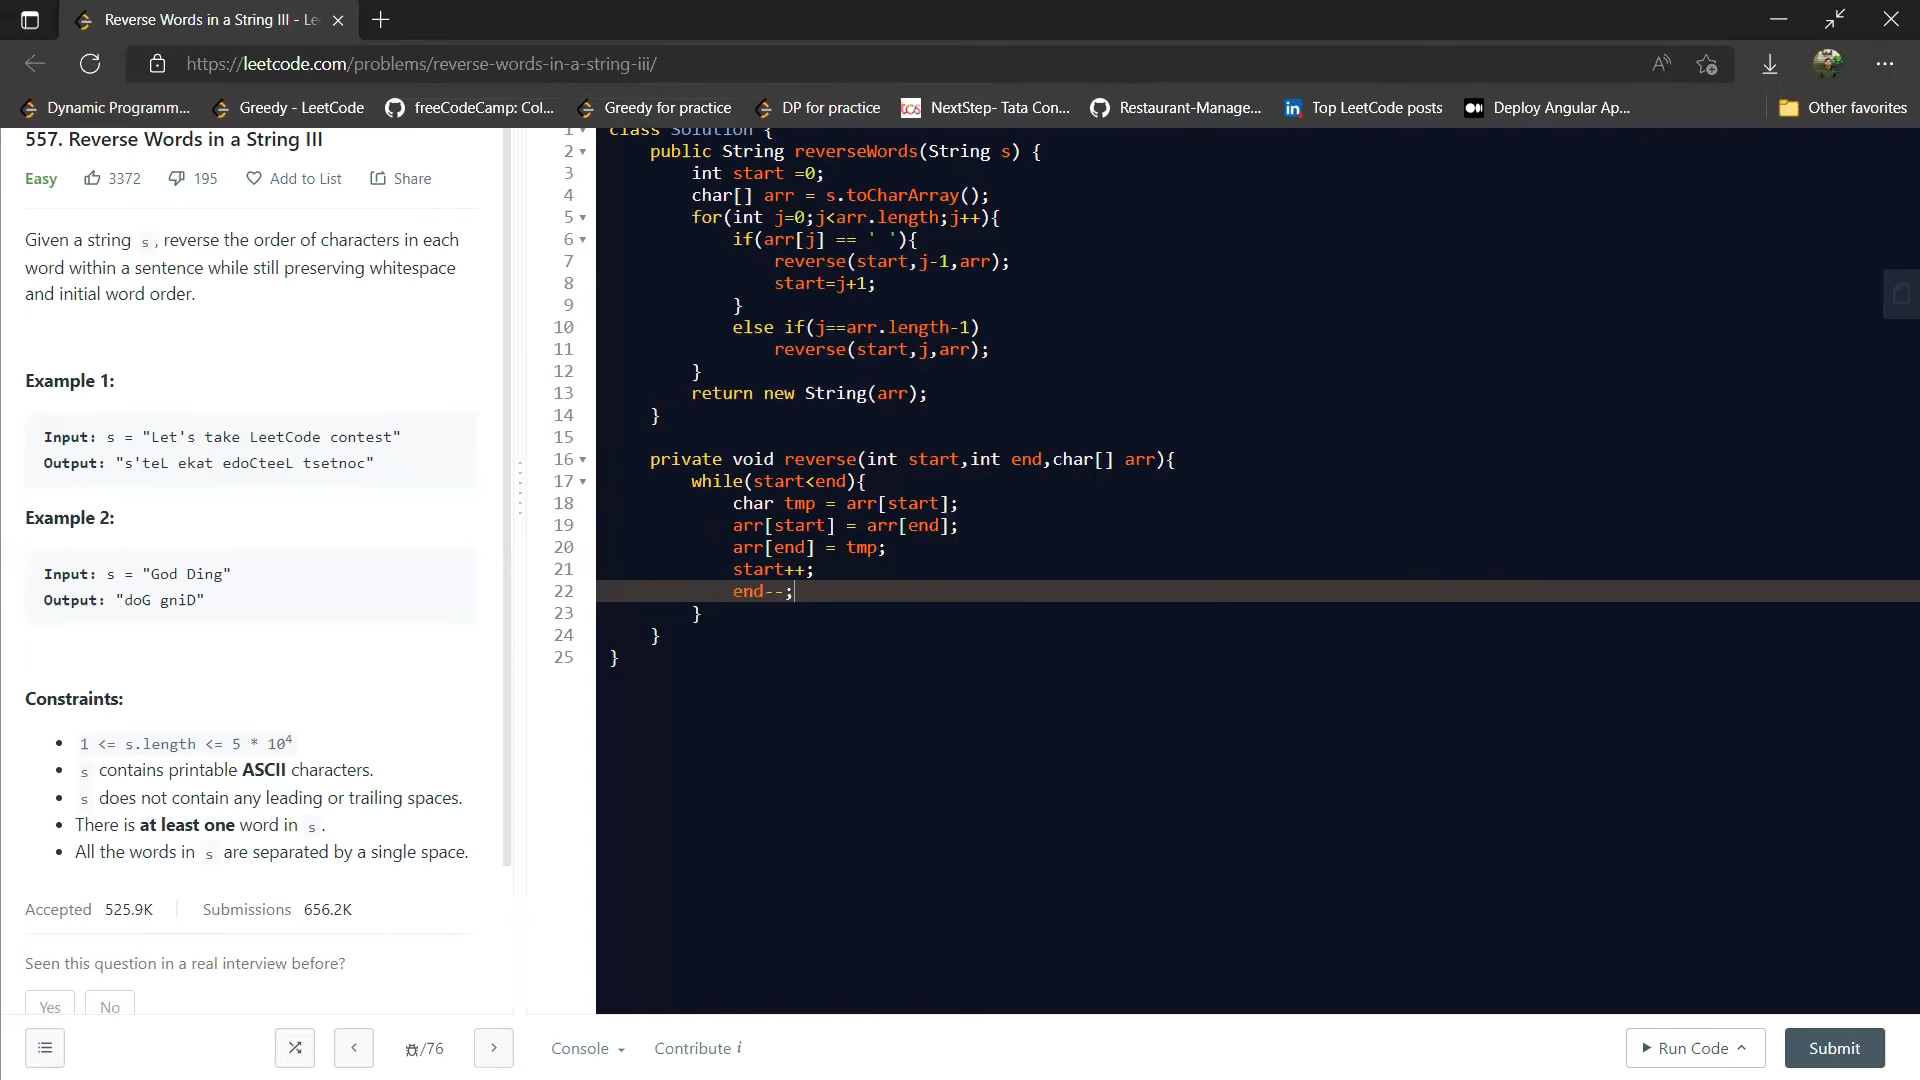 Reverse Words in a String III - Le
https://leetcode.com/problems/reverse-words-in-a-string-iii/
Dynamic Programm... Greedy - LeetCode freeCodeCamp: Col... Greedy for practice DP for practice NextStep- Tata Con... Restaurant-Manage... Top LeetCode posts Deploy Angular Ap... Other favorites
557. Reverse Words in a String III
Easy 3372 195 Add to List Share
Given a string s, reverse the order of characters in each
word within a sentence while still preserving whitespace
and initial word order.
Example 1:
Input: s = "Let's take LeetCode contest"
Output: "s'teL ekat edoCteeL tsetnoc"
Example 2:
Input: s = "God Ding"
Output: "doG gniD"
Constraints:
1 <= s.length <= 5 * 10⁴
s contains printable ASCII characters.
s does not contain any leading or trailing spaces.
There is at least one word in s.
All the words in s are separated by a single space.
Accepted 525.9K Submissions 656.2K
Seen this question in a real interview before?
Yes No
1 class Solution {
2 public String reverseWords(String s) {
3 int start =0;
4 char[] arr = s.toCharArray();
5 for(int j=0;j<arr.length;j++){
6 if(arr[j] == ' '){
7 reverse(start,j-1,arr);
8 start=j+1;
9 }
10 else if(j==arr.length-1)
11 reverse(start,j,arr);
12 }
13 return new String(arr);
14 }
15
16 private void reverse(int start,int end,char[] arr){
17 while(start<end){
18 char tmp = arr[start];
19 arr[start] = arr[end];
20 arr[end] = tmp;
21 start++;
22 end--;
23 }
24 }
25 }
/76 Console Contribute i Run Code Submit